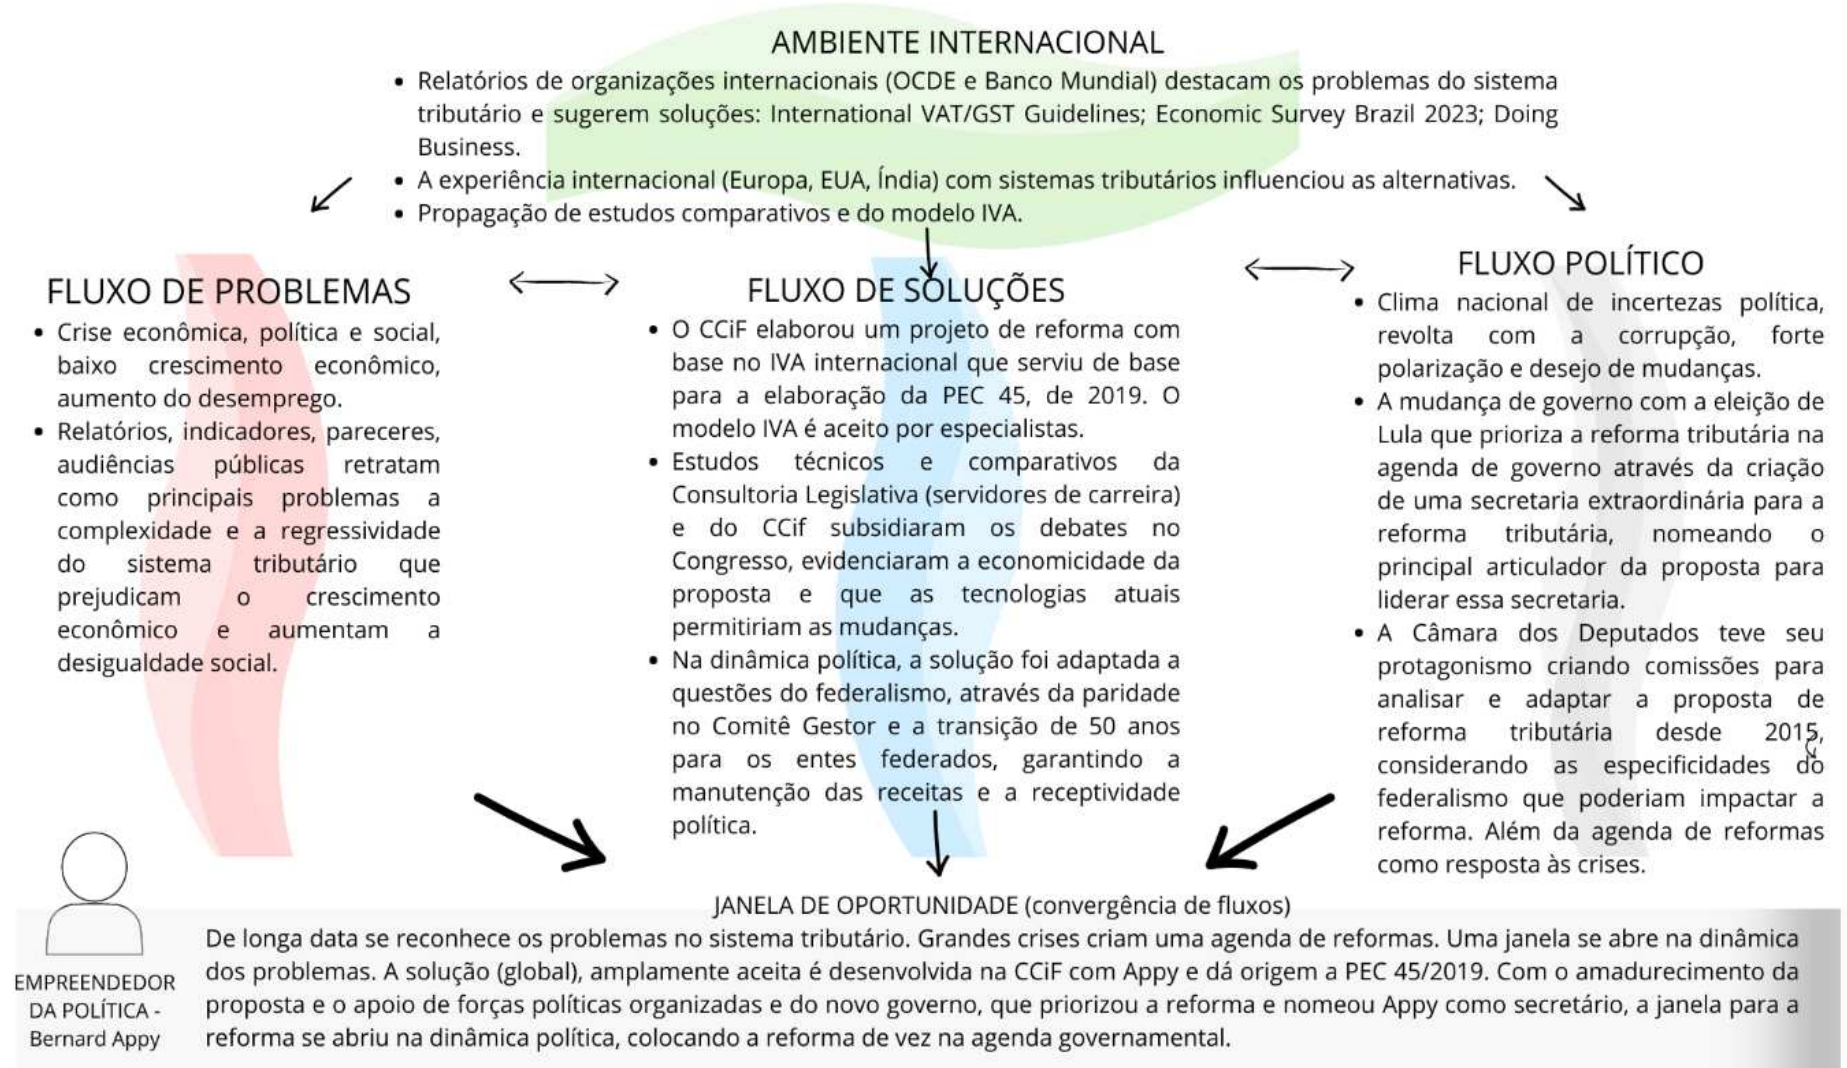 AMBIENTE INTERNACIONAL
• Relatórios de organizações internacionais (OCDE e Banco Mundial) destacam os problemas do sistema
tributário e sugerem soluções: International VAT/GST Guidelines; Economic Survey Brazil 2023; Doing
Business.
• A experiência internacional (Europa, EUA, Índia) com sistemas tributários influenciou as alternativas.
• Propagação de estudos comparativos e do modelo IVA.
FLUXO DE PROBLEMAS
• Crise econômica, política e social,
baixo crescimento econômico,
aumento do desemprego.
• Relatórios, indicadores, pareceres,
audiências públicas retratam
como principais problemas a
complexidade e a regressividade
do sistema tributário que
prejudicam o crescimento
econômico e aumentam a
desigualdade social.
FLUXO DE SOLUÇÕES
• O CCiF elaborou um projeto de reforma com
base no IVA internacional que serviu de base
para a elaboração da PEC 45, de 2019. O
modelo IVA é aceito por especialistas.
• Estudos técnicos e comparativos da
Consultoria Legislativa (servidores de carreira)
e do CCif subsidiaram os debates no
Congresso, evidenciaram a economicidade da
proposta e que as tecnologias atuais
permitiriam as mudanças.
• Na dinâmica política, a solução foi adaptada a
questões do federalismo, através da paridade
no Comitê Gestor e a transição de 50 anos
para os entes federados, garantindo a
manutenção das receitas e a receptividade
política.
FLUXO POLÍTICO
• Clima nacional de incertezas política,
revolta com a corrupção, forte
polarização e desejo de mudanças.
• A mudança de governo com a eleição de
Lula que prioriza a reforma tributária na
agenda de governo através da criação
de uma secretaria extraordinária para a
reforma tributária, nomeando o
principal articulador da proposta para
liderar essa secretaria.
• A Câmara dos Deputados teve seu
protagonismo criando comissões para
analisar e adaptar a proposta de
reforma tributária desde 2015,
considerando as especificidades do
federalismo que poderiam impactar a
reforma. Além da agenda de reformas
como resposta às crises.
JANELA DE OPORTUNIDADE (convergência de fluxos)
De longa data se reconhece os problemas no sistema tributário. Grandes crises criam uma agenda de reformas. Uma janela se abre na dinâmica
dos problemas. A solução (global), amplamente aceita é desenvolvida na CCiF com Appy e dá origem a PEC 45/2019. Com o amadurecimento da
proposta e o apoio de forças políticas organizadas e do novo governo, que priorizou a reforma e nomeou Appy como secretário, a janela para a
reforma se abriu na dinâmica política, colocando a reforma de vez na agenda governamental.
EMPREENDEDOR
DA POLÍTICA -
Bernard Appy